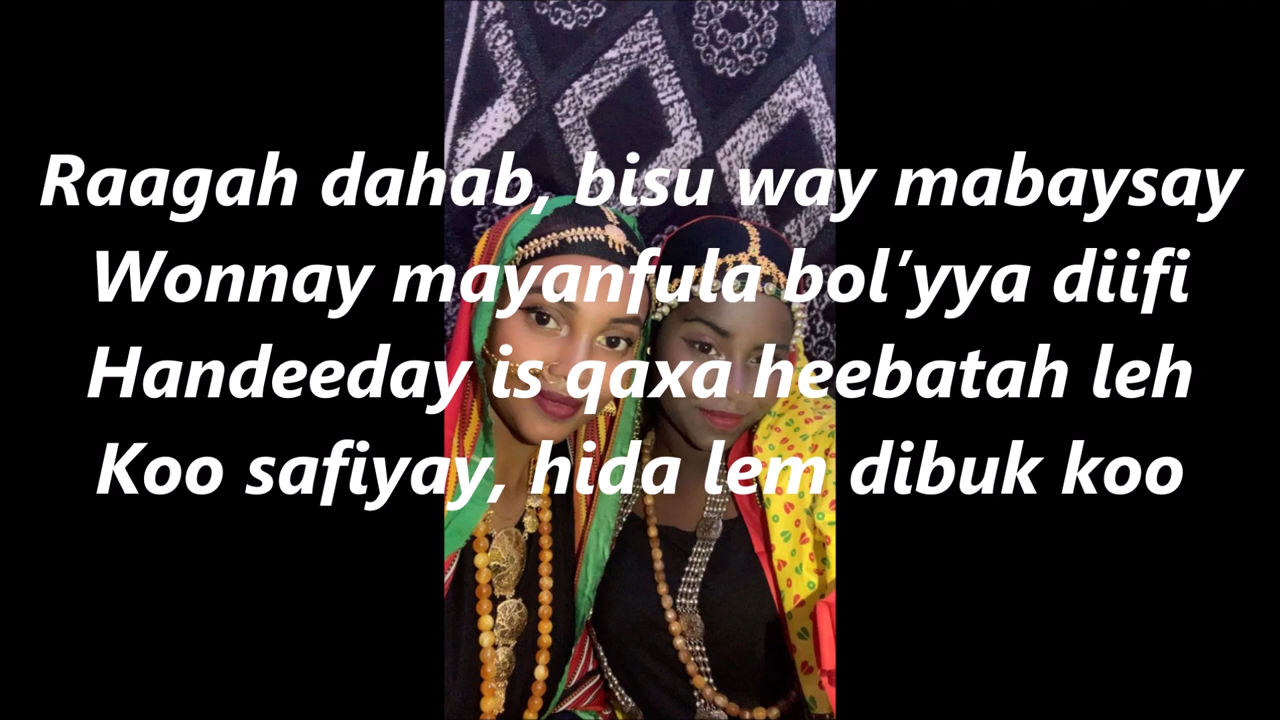 Raagah dahab, bisu way mabaysay
Wonnay mayanfula bol’yya diifi
Handeeday is qaxa heebatah leh
Koo safiyay, hida lem dibuk koo